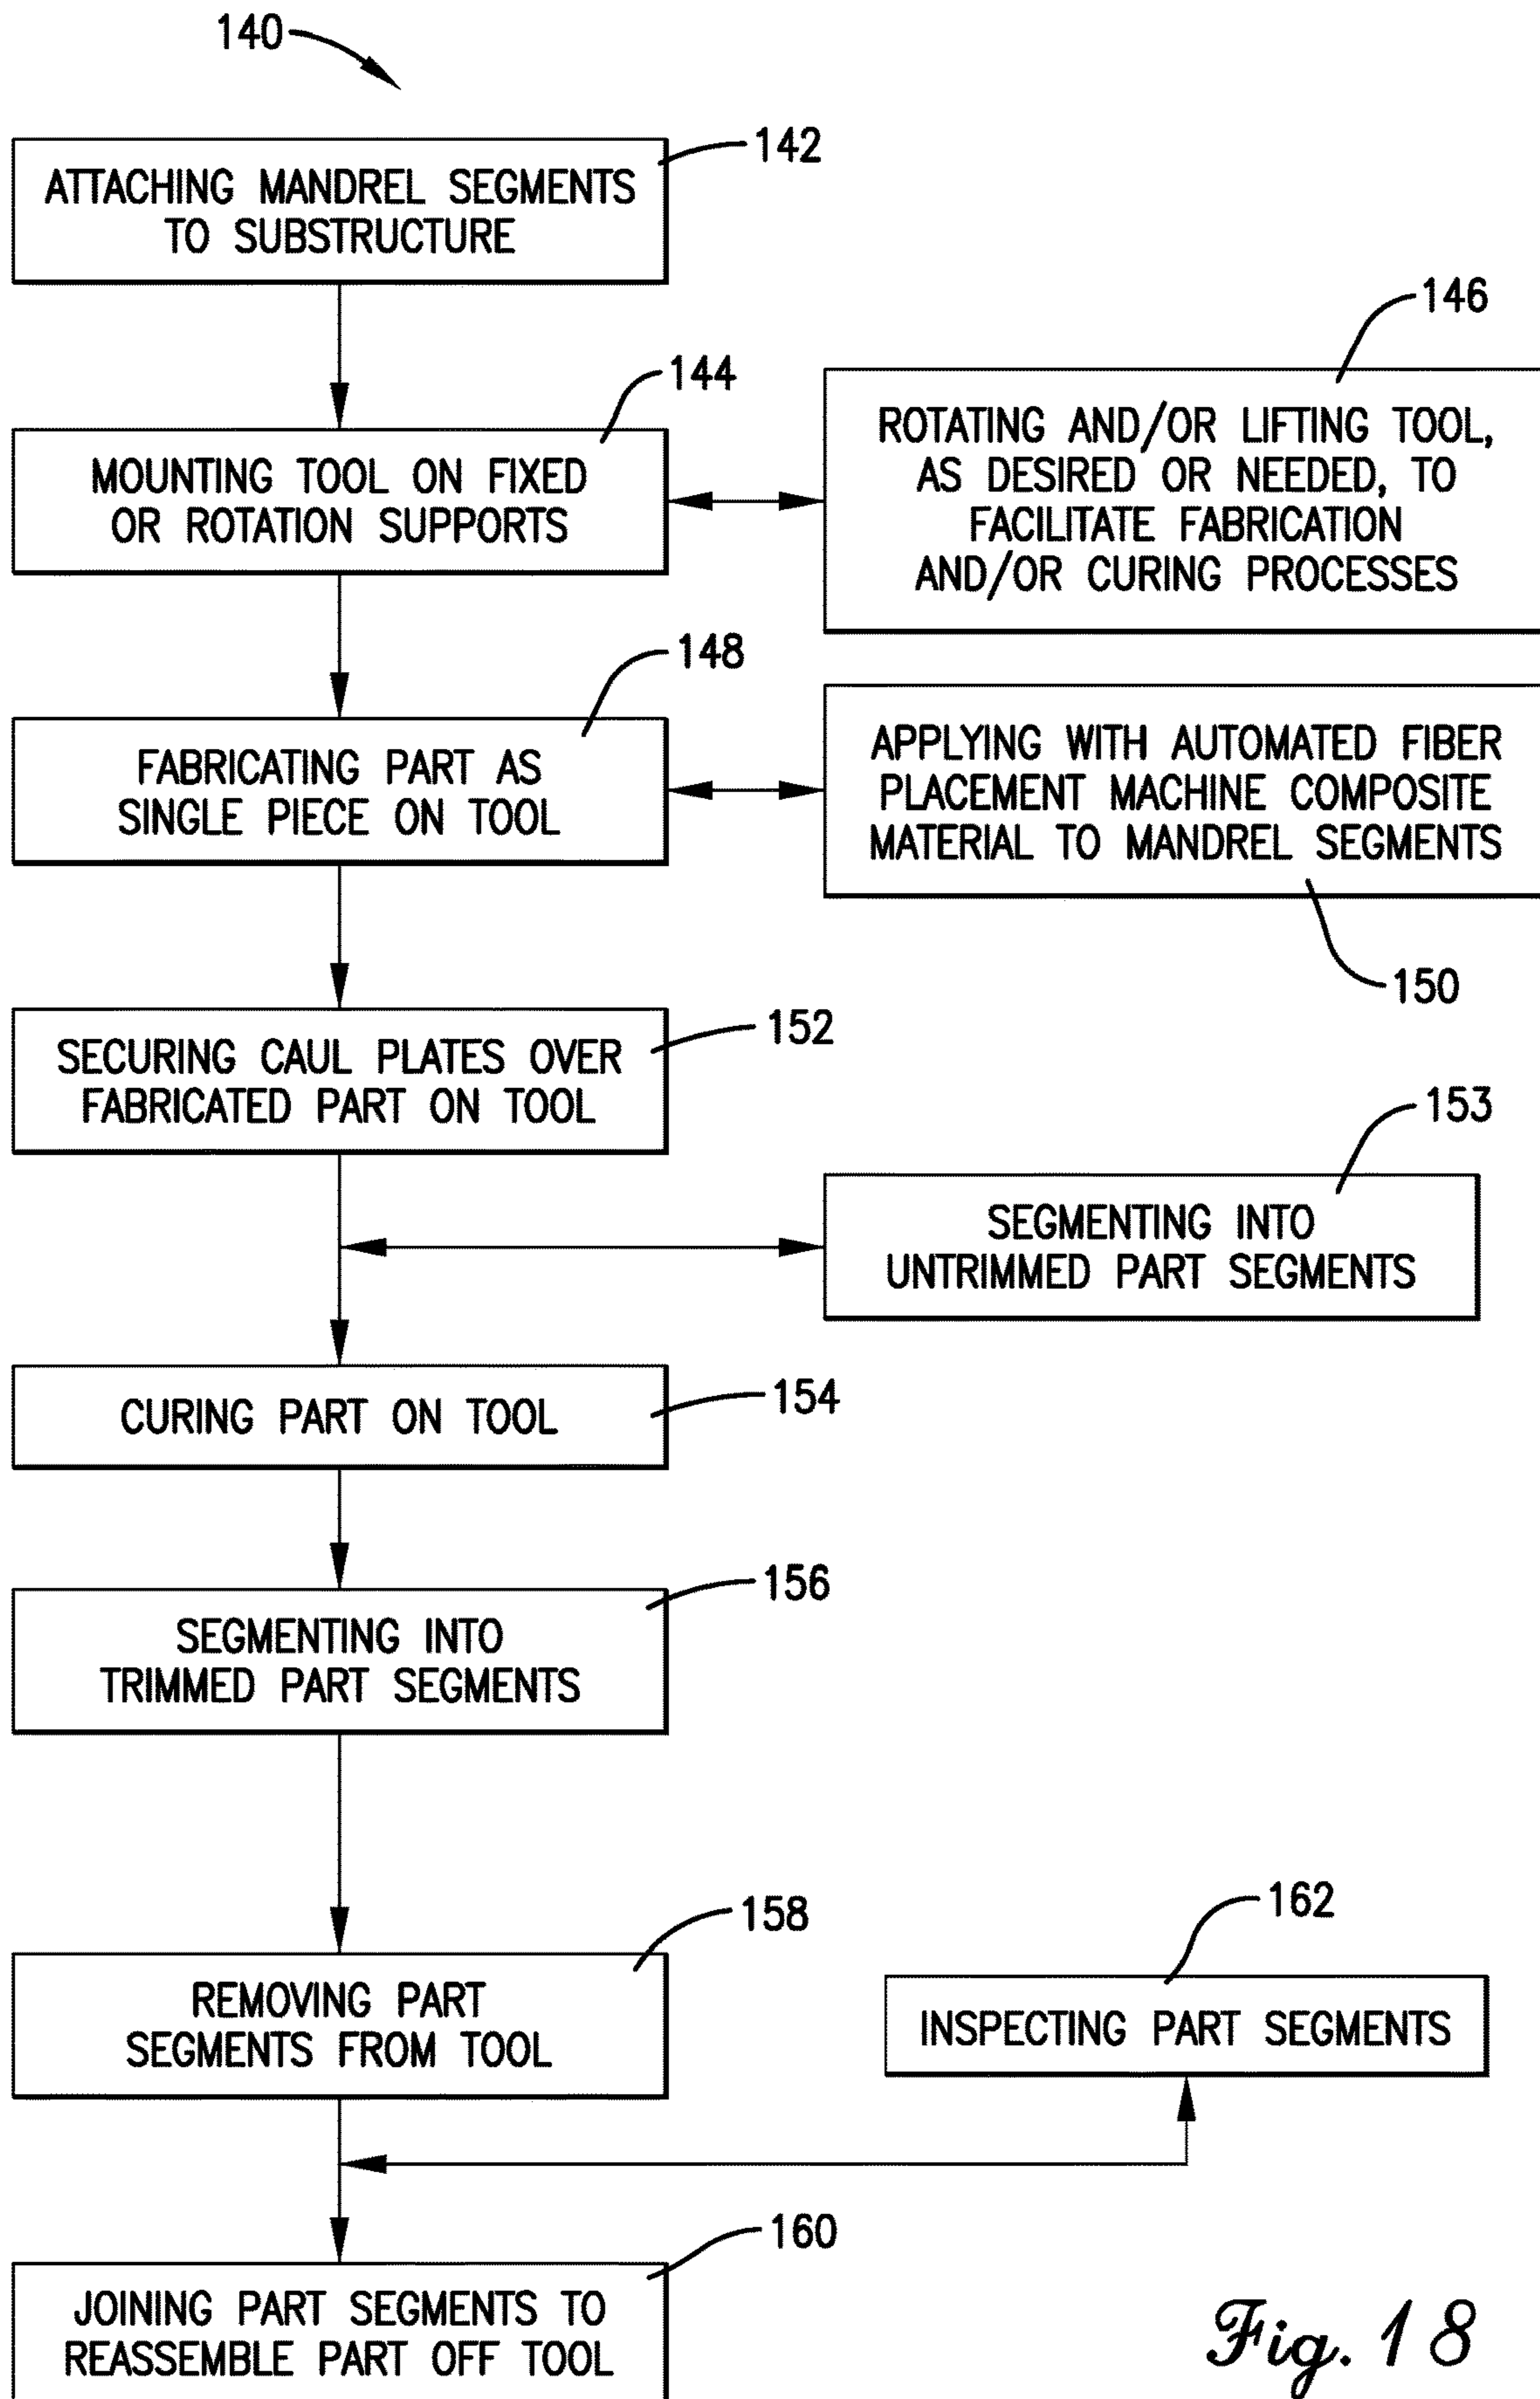 140
142
ATTACHING MANDREL SEGMENTS
TO SUBSTRUCTURE
144
MOUNTING TOOL ON FIXED
OR ROTATION SUPPORTS
146
ROTATING AND/OR LIFTING TOOL,
AS DESIRED OR NEEDED, TO
FACILITATE FABRICATION
AND/OR CURING PROCESSES
148
FABRICATING PART AS
SINGLE PIECE ON TOOL
APPLYING WITH AUTOMATED FIBER
PLACEMENT MACHINE COMPOSITE
MATERIAL TO MANDREL SEGMENTS
150
152
SECURING CAUL PLATES OVER
FABRICATED PART ON TOOL
153
SEGMENTING INTO
UNTRIMMED PART SEGMENTS
154
CURING PART ON TOOL
156
SEGMENTING INTO
TRIMMED PART SEGMENTS
158
REMOVING PART
SEGMENTS FROM TOOL
162
INSPECTING PART SEGMENTS
160
JOINING PART SEGMENTS TO
REASSEMBLE PART OFF TOOL
Fig. 18